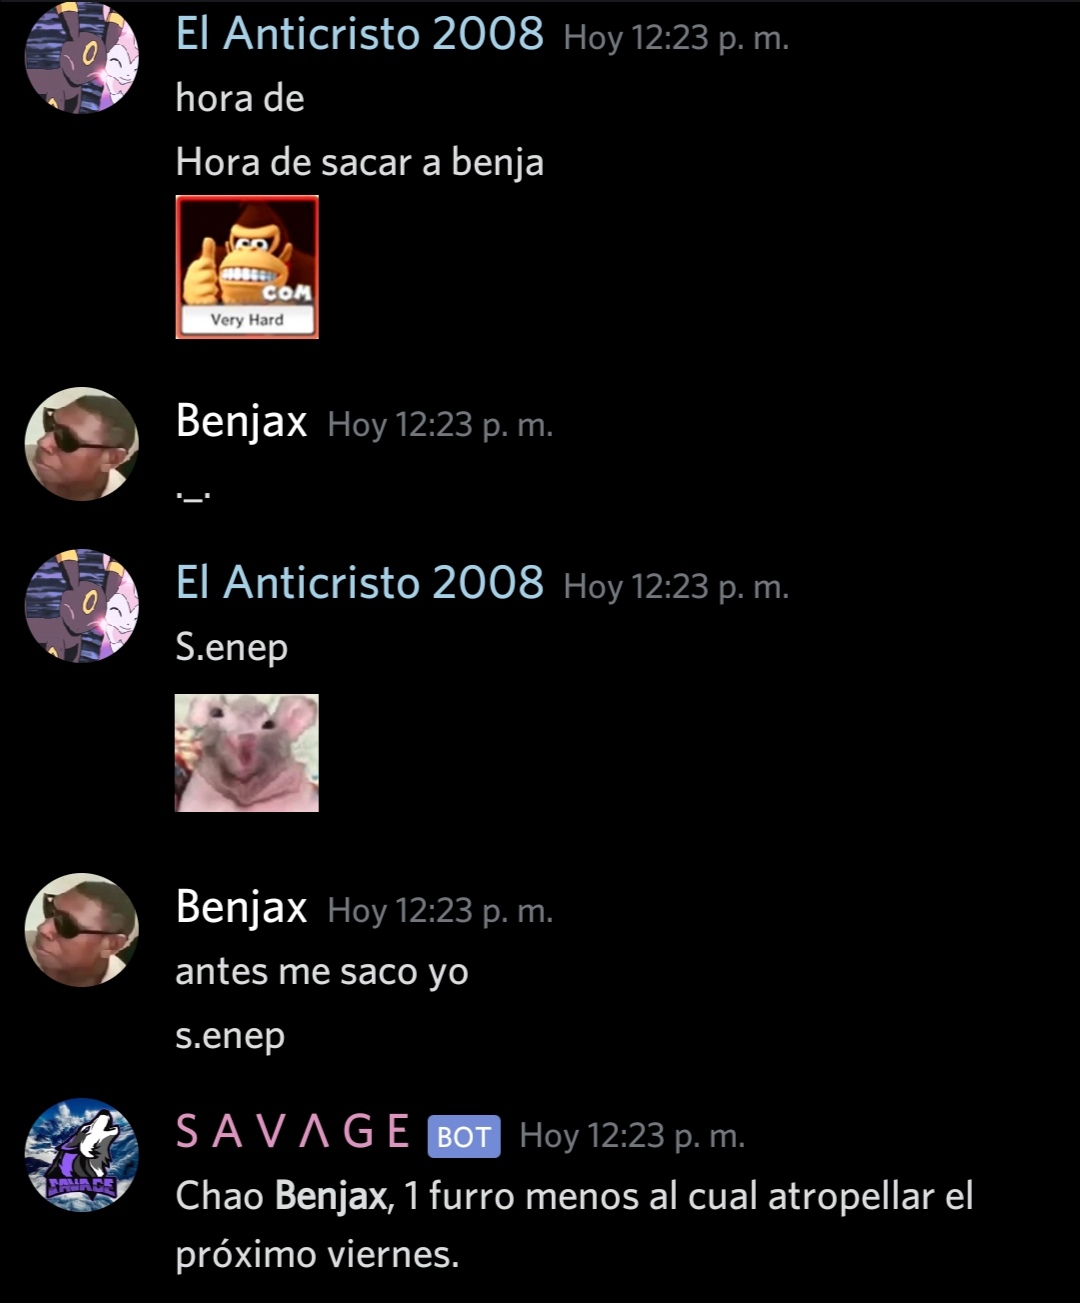 El Anticristo 2008 Hoy 12:23 p. m.
hora de
Hora de sacar a benja
COM
Very Hard
Benjax Hoy 12:23 p. m.
._.
El Anticristo 2008 Hoy 12:23 p. m.
S.enep
Benjax Hoy 12:23 p. m.
antes me saco yo
s.enep
S A V Λ G E BOT Hoy 12:23 p. m.
SAVAGE
Chao Benjax, 1 furro menos al cual atropellar el
próximo viernes.